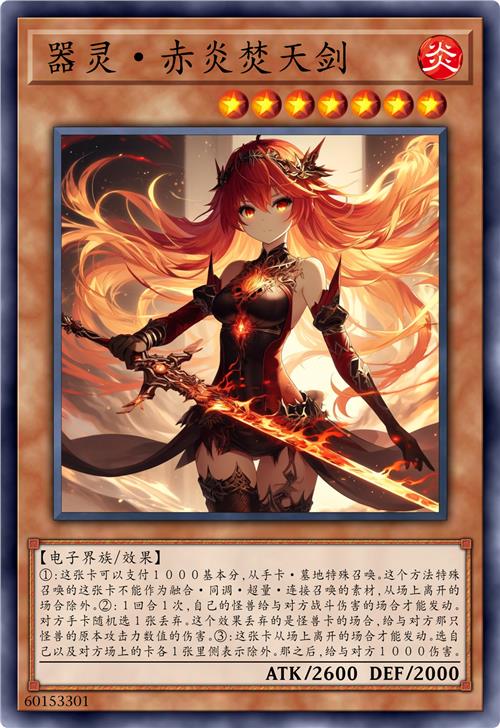 器灵·赤炎焚天剑
炎
【电子界族/效果】
①:这张卡可以支付1000基本分,从手卡·墓地特殊召唤。这个方法特殊
召唤的这张卡不能作为融合·同调·超量·连接召唤的素材,从场上离开的
场合除外。②:1回合1次,自己的怪兽给与对方战斗伤害的场合才能发动。
对方手卡随机选1张丢弃。这个效果丢弃的是怪兽卡的场合,给与对方那只
怪兽的原本攻击力数值的伤害。③:这张卡从场上离开的场合才能发动。选自
己以及对方场上的卡各1张里侧表示除外。那之后,给与对方1000伤害。
ATK/2600 DEF/2000
60153301